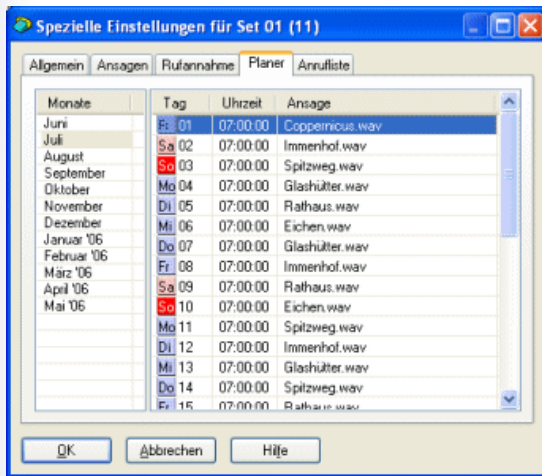 Spezielle Einstellungen für Set 01 (11)
Allgemein Ansagen Rufannahme Planer Anrufliste
Monate
Juni
Juli
August
September
Oktober
November
Dezember
Januar '06
Februar '06
März '06
April '06
Mai '06
Tag Uhrzeit Ansage
Fr 01 07:00:00 Coppernicus.wav
Sa 02 07:00:00 Immenhof.wav
So 03 07:00:00 Spitzweg.wav
Mo 04 07:00:00 Glashütter.wav
Di 05 07:00:00 Rathaus.wav
Mi 06 07:00:00 Eichen.wav
Do 07 07:00:00 Glashütter.wav
Fr 08 07:00:00 Immenhof.wav
Sa 09 07:00:00 Rathaus.wav
So 10 07:00:00 Eichen.wav
Mo 11 07:00:00 Spitzweg.wav
Di 12 07:00:00 Immenhof.wav
Mi 13 07:00:00 Glashütter.wav
Do 14 07:00:00 Spitzweg.wav
Fr 15 07:00:00 Rathaus.wav
OK Abbrechen Hilfe